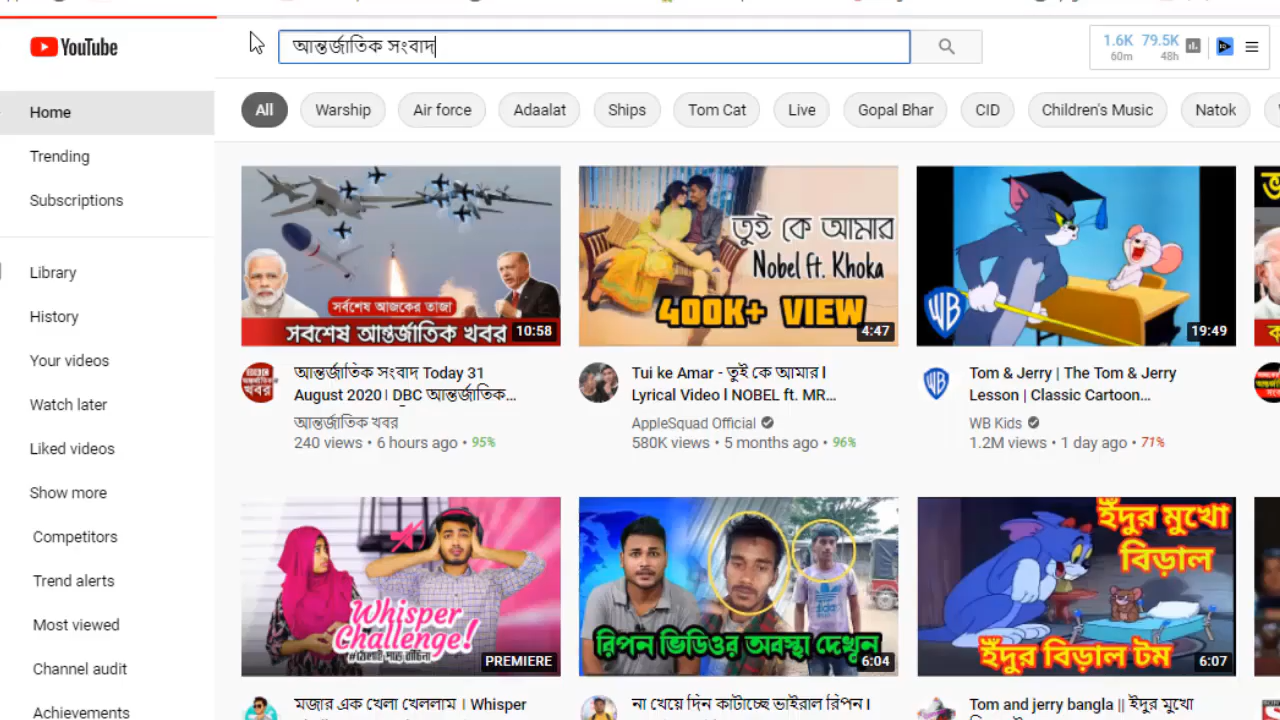 YouTube
আন্তর্জাতিক সংবাদ
1.6K 79.5K
60m 48h
All Warship Air force Adaalat Ships Tom Cat Live Gopal Bhar CID Children's Music Natok
Home
Trending
Subscriptions
Library
History
Your videos
Watch later
Liked videos
Show more
Competitors
Trend alerts
Most viewed
Channel audit
Achievements
সর্বশেষ আজকের তাজা
সবশেষ আন্তর্জাতিক খবর
10:58
আন্তর্জাতিক সংবাদ Today 31
August 2020। DBC আন্তর্জাতিক...
আন্তর্জাতিক খবর
240 views • 6 hours ago • 95%
তুই কে আমার
Nobel ft. Khoka
400K+ VIEW
4:47
Tui ke Amar - তুই কে আমার l
Lyrical Video l NOBEL ft. MR...
AppleSquad Official
580K views • 5 months ago • 96%
WB
19:49
Tom & Jerry | The Tom & Jerry
Lesson | Classic Cartoon...
WB Kids
1.2M views • 1 day ago • 71%
Whisper
Challenge!
PREMIERE
মজার এক খেলা খেললাম । Whisper
রিপন ভিডিওর অবস্থা দেখুন
6:04
না খেয়ে দিন কাটাচ্ছে ভাইরাল রিপন l
ইঁদুর মুখো
বিড়াল
ইঁদুর বিড়াল টম
6:07
Tom and jerry bangla || ইঁদুর মুখো